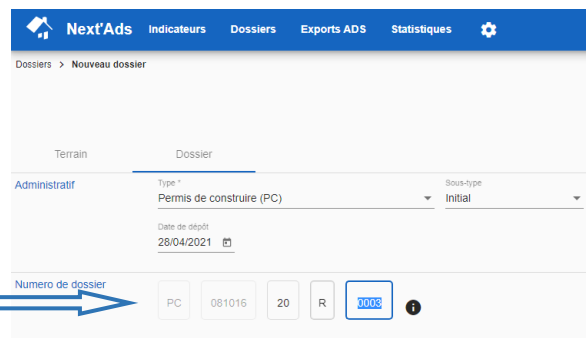 Next'Ads Indicateurs Dossiers Exports ADS Statistiques
Dossiers > Nouveau dossier
Terrain Dossier
Administratif
Type * Sous-type
Permis de construire (PC) Initial
Date de dépôt
28/04/2021
Numero de dossier
PC 081016 20 R 0003